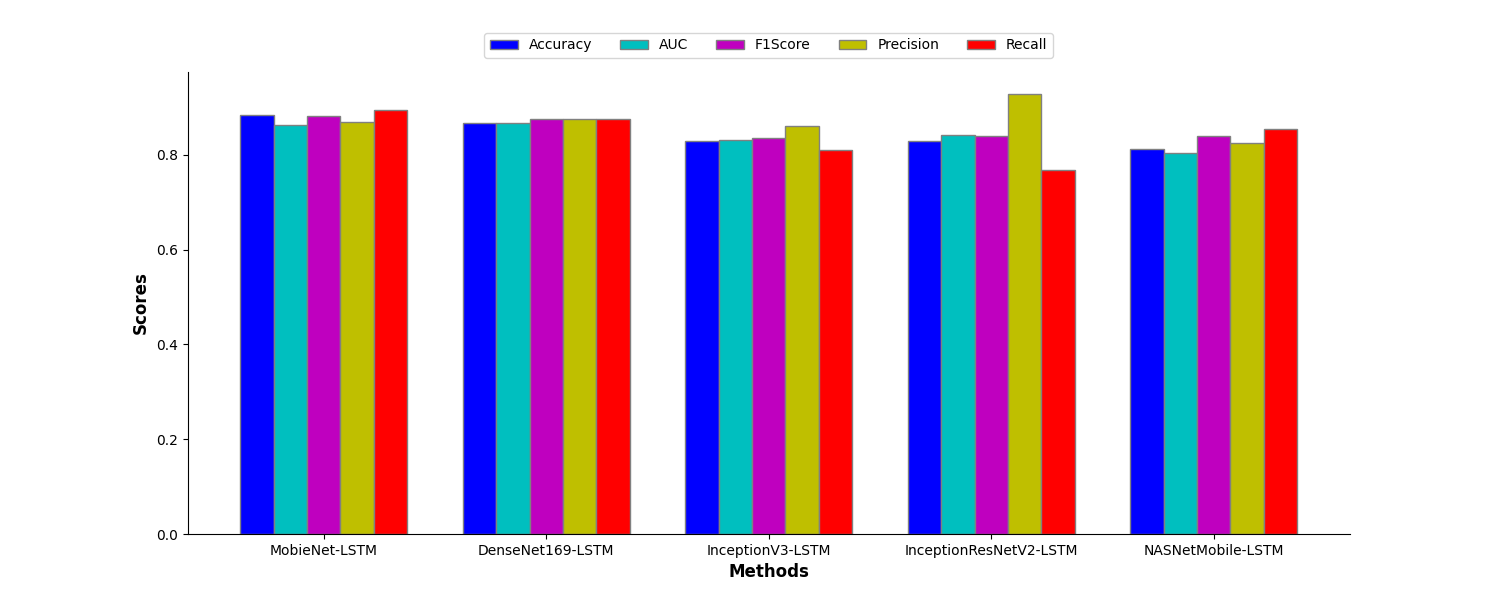 Accuracy AUC F1Score Precision Recall
0.8
0.6
0.4
0.2
0.0
Scores
MobieNet-LSTM DenseNet169-LSTM InceptionV3-LSTM InceptionResNetV2-LSTM NASNetMobile-LSTM
Methods